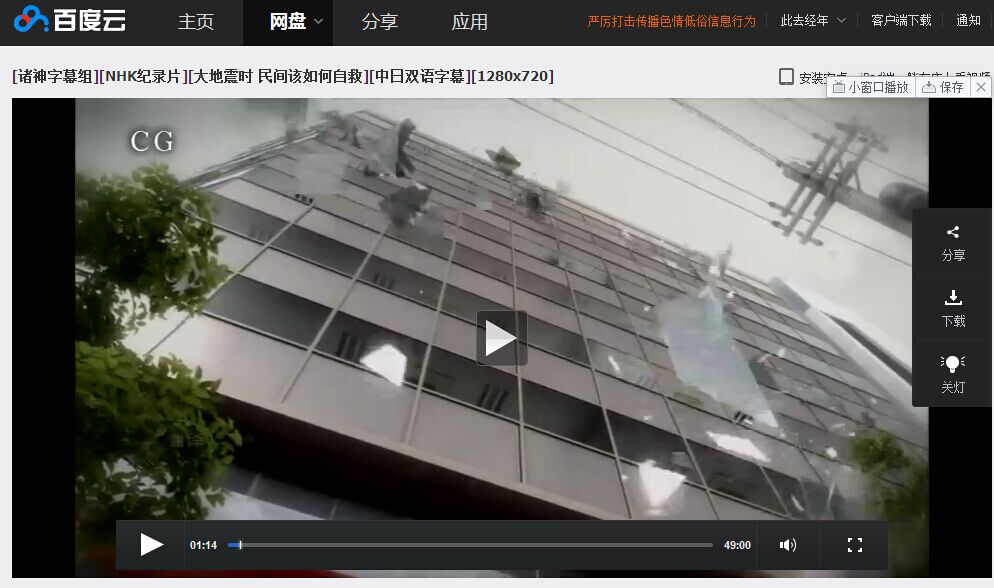 百度云 主页 网盘 分享 应用 严厉打击传播色情低俗信息行为 此去经年 客户端下载 通知
[诸神字幕组][NHK纪录片][大地震时 民间该如何自救][中日双语字幕][1280x720]
小窗口播放 保存
CG
分享
下载
关灯
01:14 49:00